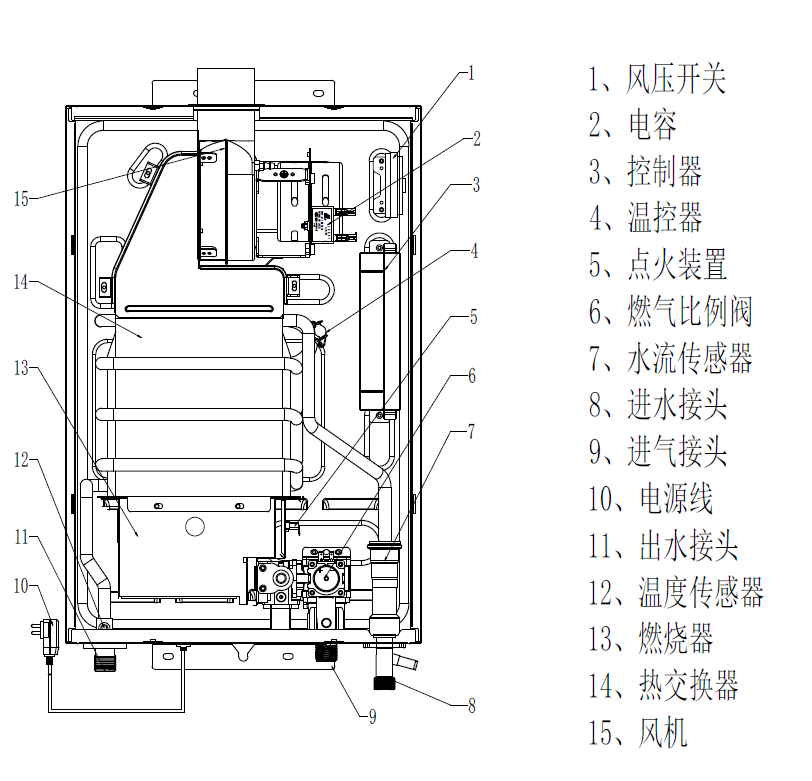 1
2
3
4
5
6
7
8
9
10
11
12
13
14
15
1、风压开关
2、电容
3、控制器
4、温控器
5、点火装置
6、燃气比例阀
7、水流传感器
8、进水接头
9、进气接头
10、电源线
11、出水接头
12、温度传感器
13、燃烧器
14、热交换器
15、风机